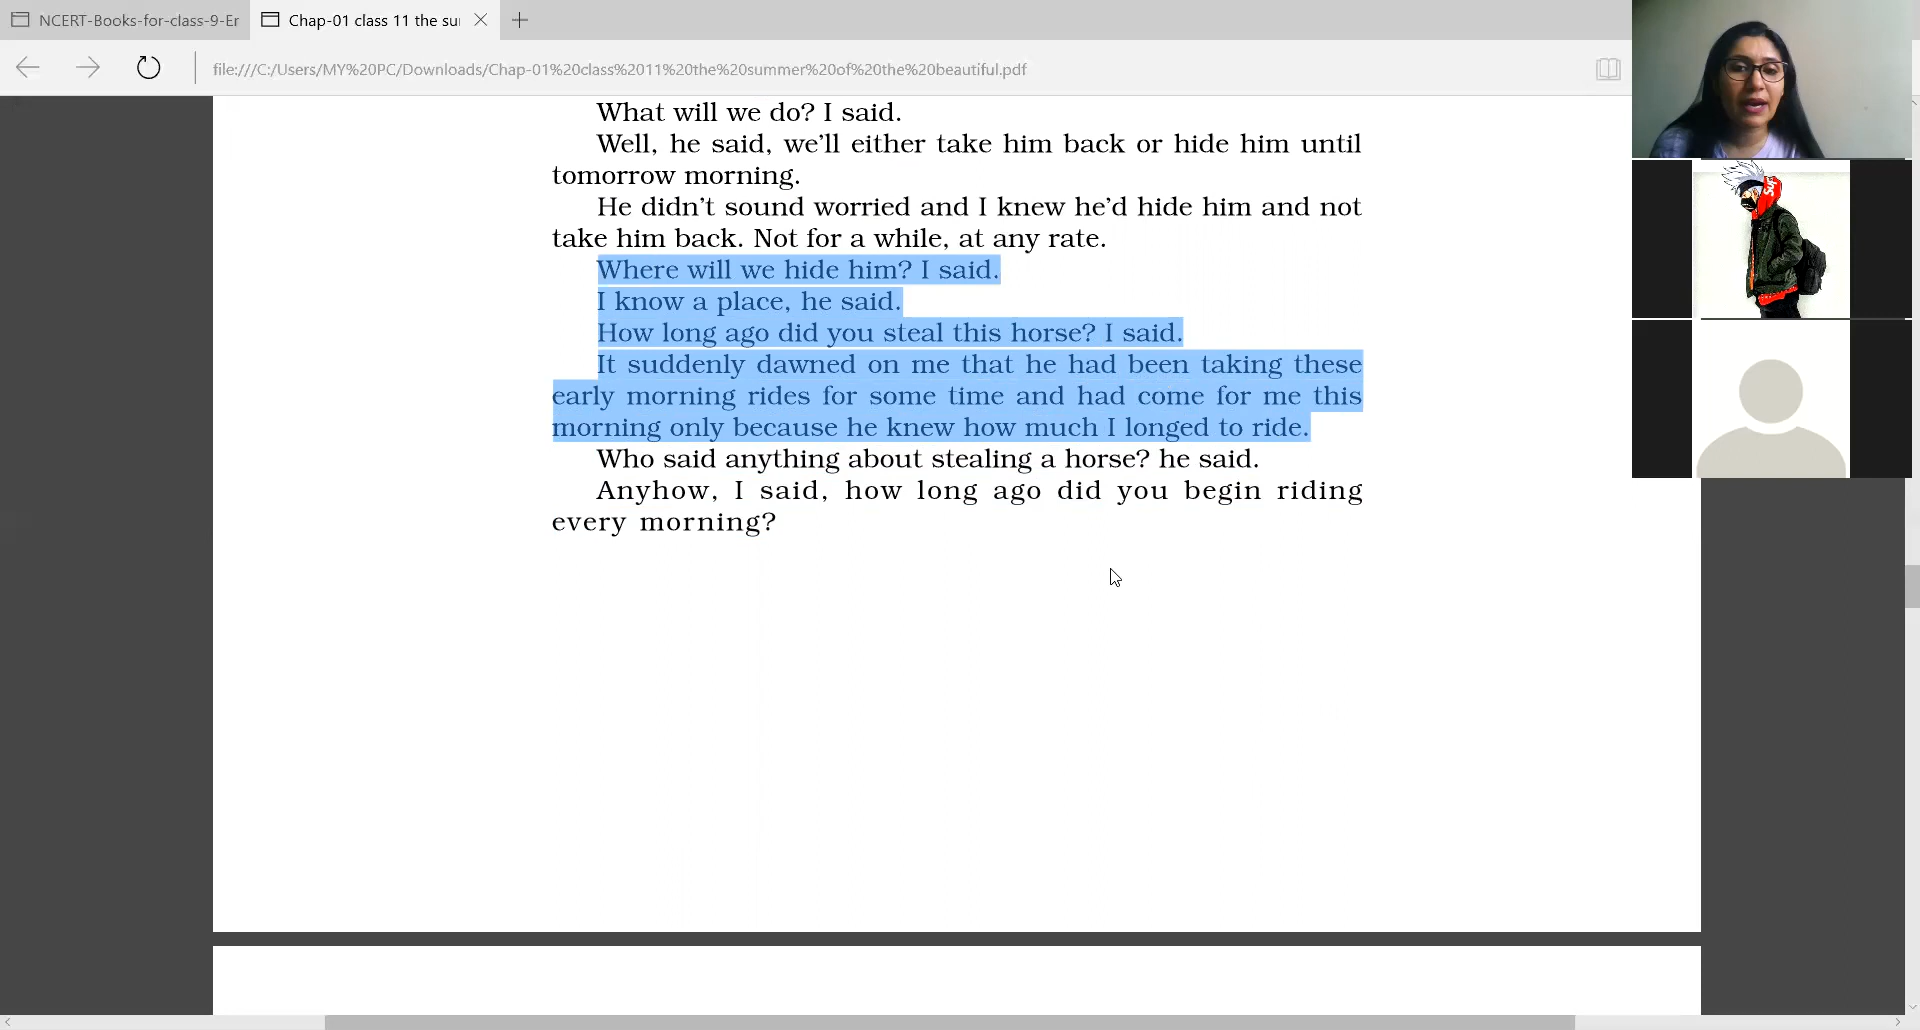 NCERT-Books-for-class-9-Er
Chap-01 class 11 the su
file:///C:/Users/MY%20PC/Downloads/Chap-01%20class%2011%20the%20summer%20of%20the%20beautiful.pdf
What will we do? I said.
Well, he said, we’ll either take him back or hide him until
tomorrow morning.
He didn’t sound worried and I knew he’d hide him and not
take him back. Not for a while, at any rate.
Where will we hide him? I said.
I know a place, he said.
How long ago did you steal this horse? I said.
It suddenly dawned on me that he had been taking these
early morning rides for some time and had come for me this
morning only because he knew how much I longed to ride.
Who said anything about stealing a horse? he said.
Anyhow, I said, how long ago did you begin riding
every morning?